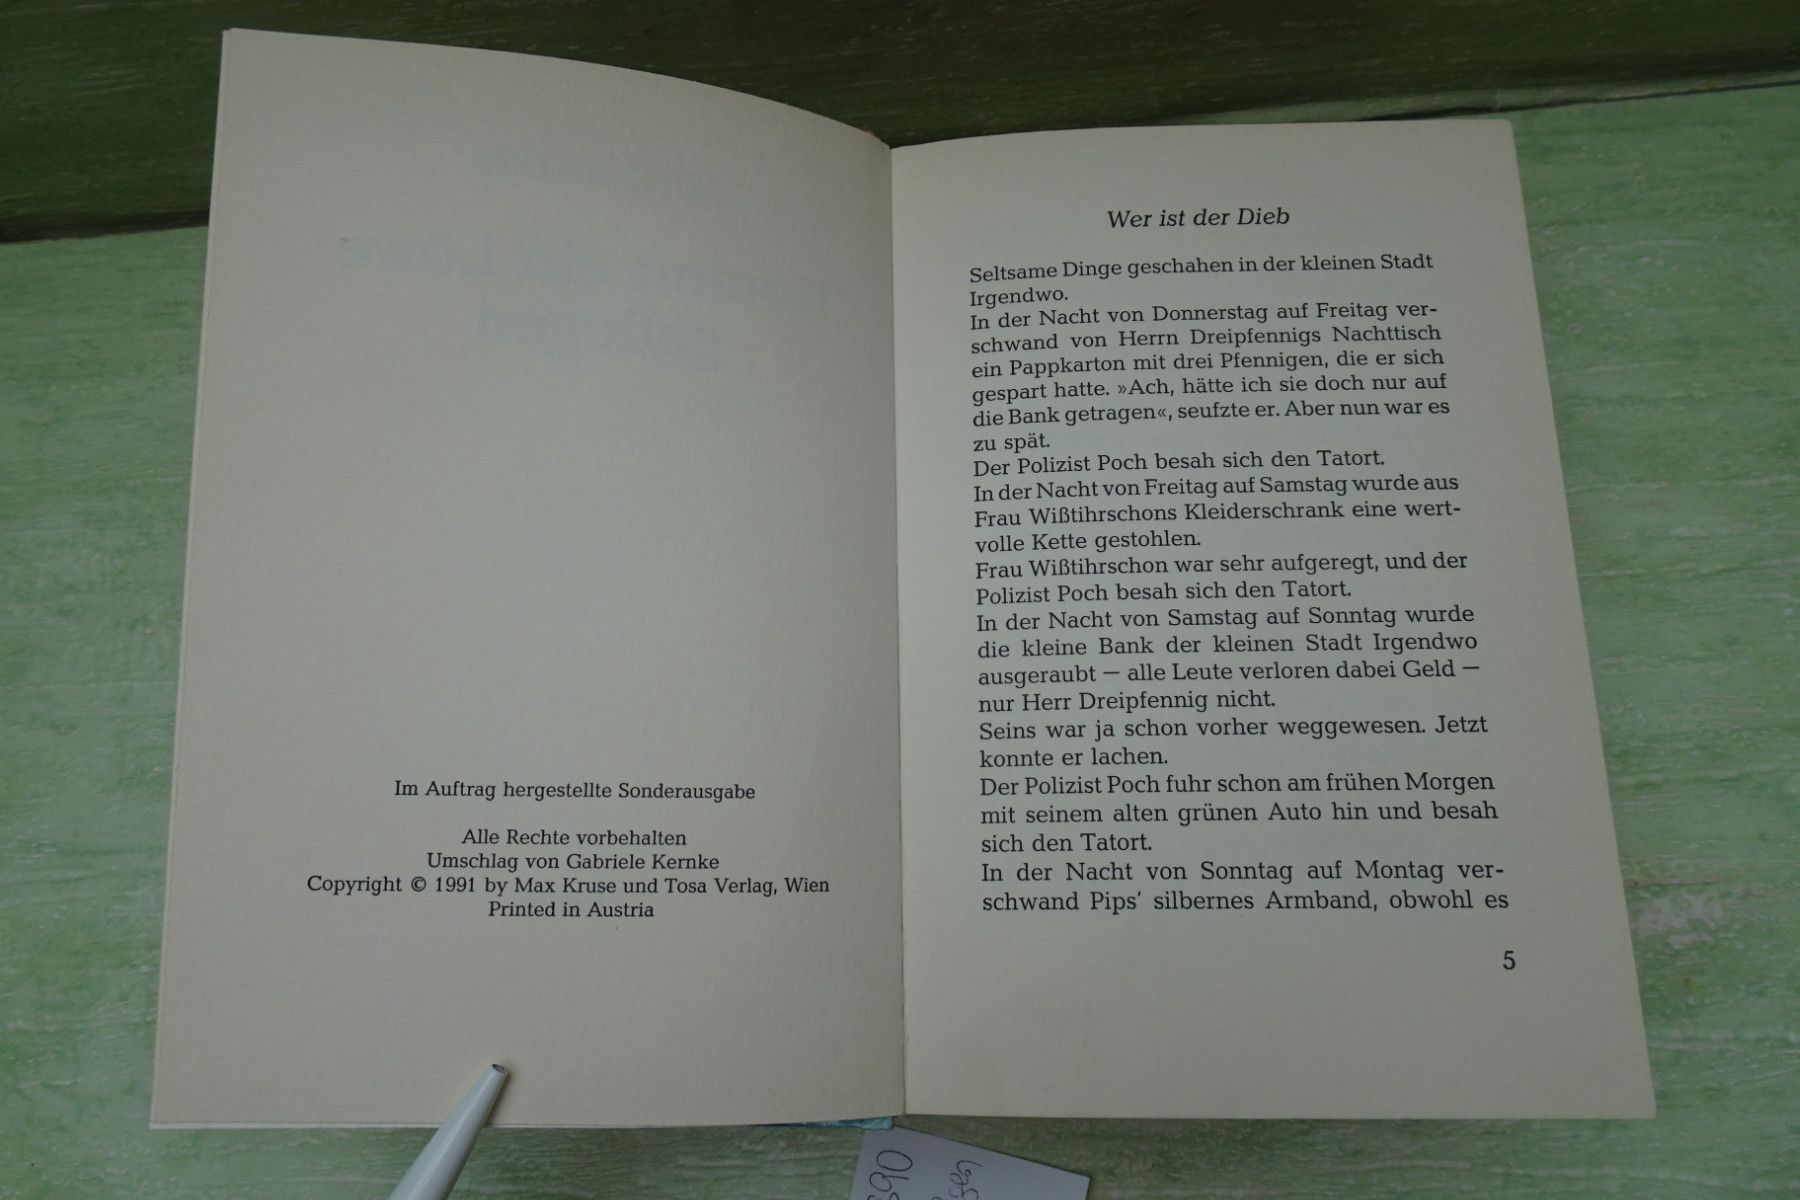 Im Auftrag hergestellte Sonderausgabe
Alle Rechte vorbehalten
Umschlag von Gabriele Kernke
Copyright © 1991 by Max Kruse und Tosa Verlag, Wien
Printed in Austria
Wer ist der Dieb
Seltsame Dinge geschahen in der kleinen Stadt
Irgendwo.
In der Nacht von Donnerstag auf Freitag ver-
schwand von Herrn Dreipfennigs Nachttisch
ein Pappkarton mit drei Pfennigen, die er sich
gespart hatte. »Ach, hätte ich sie doch nur auf
die Bank getragen«, seufzte er. Aber nun war es
zu spät.
Der Polizist Poch besah sich den Tatort.
In der Nacht von Freitag auf Samstag wurde aus
Frau Wißtihrschons Kleiderschrank eine wert-
volle Kette gestohlen.
Frau Wißtihrschon war sehr aufgeregt, und der
Polizist Poch besah sich den Tatort.
In der Nacht von Samstag auf Sonntag wurde
die kleine Bank der kleinen Stadt Irgendwo
ausgeraubt — alle Leute verloren dabei Geld —
nur Herr Dreipfennig nicht.
Seins war ja schon vorher weggewesen. Jetzt
konnte er lachen.
Der Polizist Poch fuhr schon am frühen Morgen
mit seinem alten grünen Auto hin und besah
sich den Tatort.
In der Nacht von Sonntag auf Montag ver-
schwand Pips' silbernes Armband, obwohl es
5